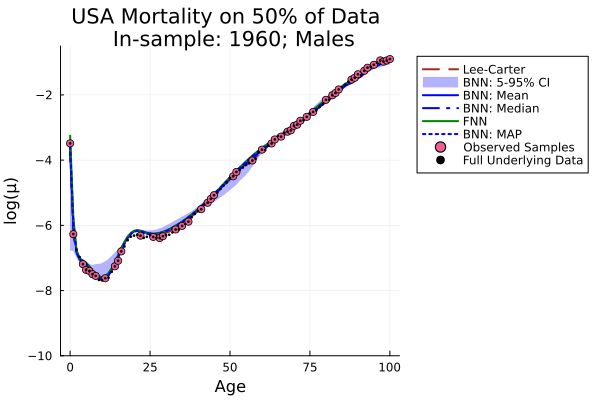 USA Mortality on 50% of Data
In-sample: 1960; Males
Lee-Carter
BNN: 5-95% CI
BNN: Mean
BNN: Median
FNN
BNN: MAP
Observed Samples
Full Underlying Data
log(μ)
−2
−4
−6
−8
−10
0 25 50 75 100
Age